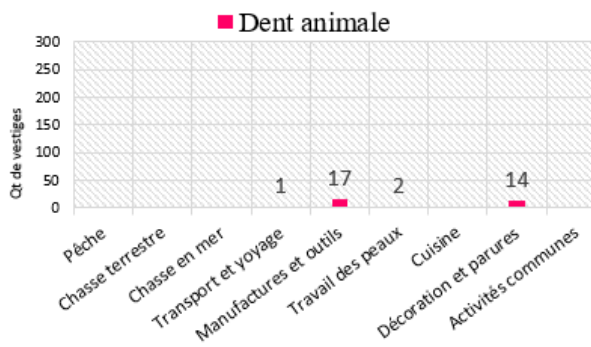 Dent animale
Qt de vestiges
300
250
200
150
100
50
0
1
17
2
14
Pêche
Chasse terrestre
Chasse en mer
Transport et voyage
Manufactures et outils
Travail des peaux
Cuisine
Décoration et parures
Activités communes